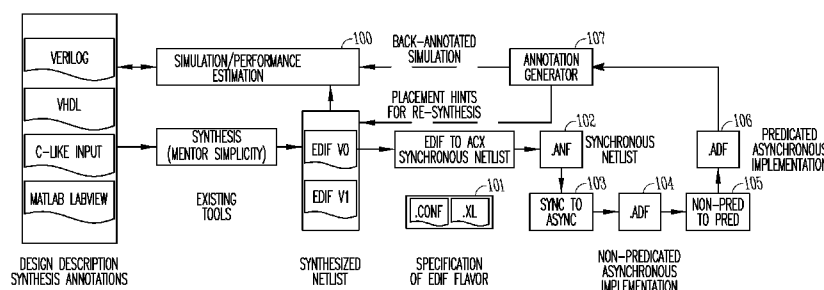 100
107
VERILOG
SIMULATION/PERFORMANCE
ESTIMATION
BACK-ANNOTATED
SIMULATION
ANNOTATION
GENERATOR
VHDL
PLACEMENT HINTS
FOR RE-SYNTHESIS
102
106
C-LIKE INPUT
SYNTHESIS
(MENTOR SIMPLICITY)
EDIF V0
EDIF TO ACX
SYNCHRONOUS NETLIST
.ANF
SYNCHRONOUS
NETLIST
.ADF
PREDICATED
ASYNCHRONOUS
IMPLEMENTATION
MATLAB LABVIEW
EXISTING
TOOLS
EDIF V1
101
.CONF
.XL
103
SYNC TO
ASYNC
104
.ADF
105
NON-PRED
TO PRED
DESIGN DESCRIPTION
SYNTHESIS ANNOTATIONS
SYNTHESIZED
NETLIST
SPECIFICATION
OF EDIF FLAVOR
NON-PREDICATED
ASYNCHRONOUS
IMPLEMENTATION